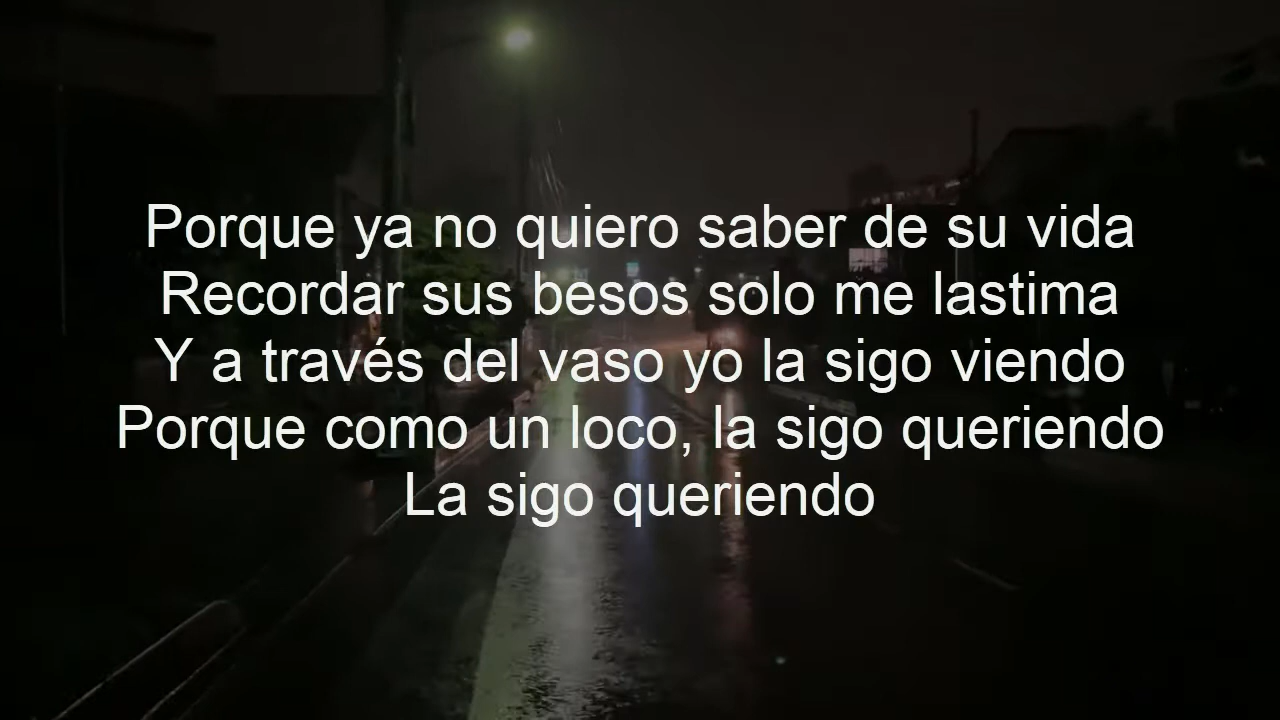 Porque ya no quiero saber de su vida
Recordar sus besos solo me lastima
Y a través del vaso yo la sigo viendo
Porque como un loco, la sigo queriendo
La sigo queriendo